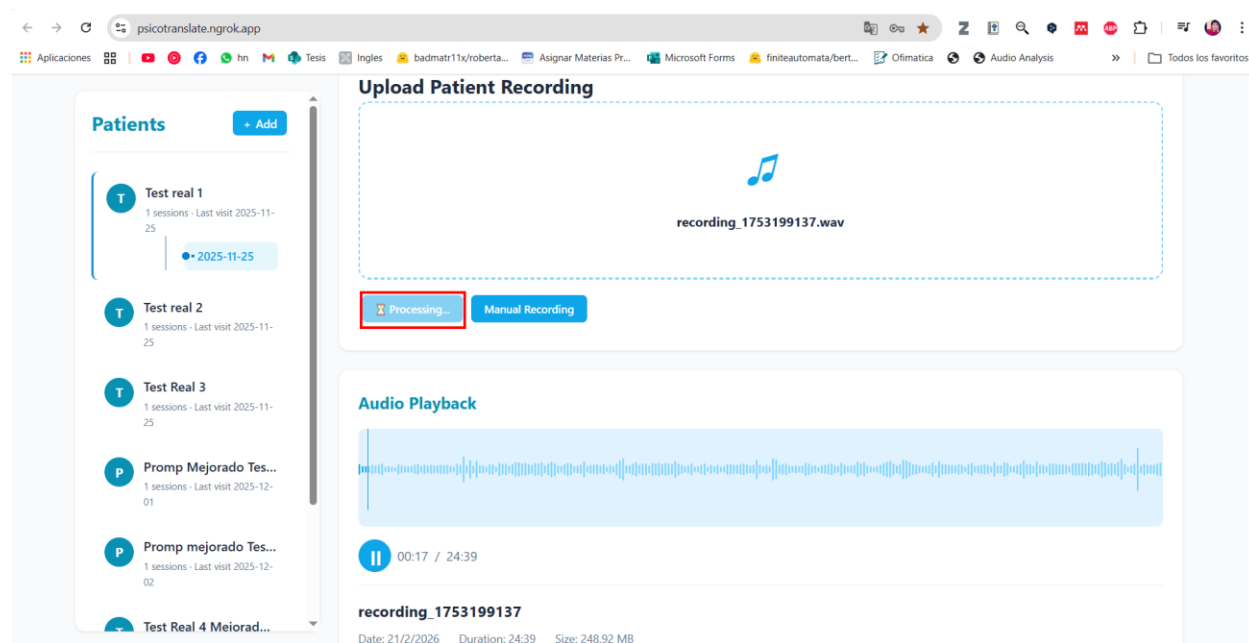 psicotranslate.ngrok.app
Aplicaciones
hn
Tesis
Ingles
badmatr11x/roberta...
Asignar Materias Pr...
Microsoft Forms
finiteautomata/bert...
Ofimatica
Audio Analysis
»
Todos los favoritos
Patients
+ Add
T
Test real 1
1 sessions · Last visit 2025-11-
25
2025-11-25
T
Test real 2
1 sessions · Last visit 2025-11-
25
T
Test Real 3
1 sessions · Last visit 2025-11-
25
P
Promp Mejorado Tes...
1 sessions · Last visit 2025-12-
01
P
Promp mejorado Tes...
1 sessions · Last visit 2025-12-
02
Test Real 4 Mejorad...
Upload Patient Recording
recording_1753199137.wav
Processing...
Manual Recording
Audio Playback
00:17 / 24:39
recording_1753199137
Date: 21/2/2026 Duration: 24:39 Size: 248.92 MB